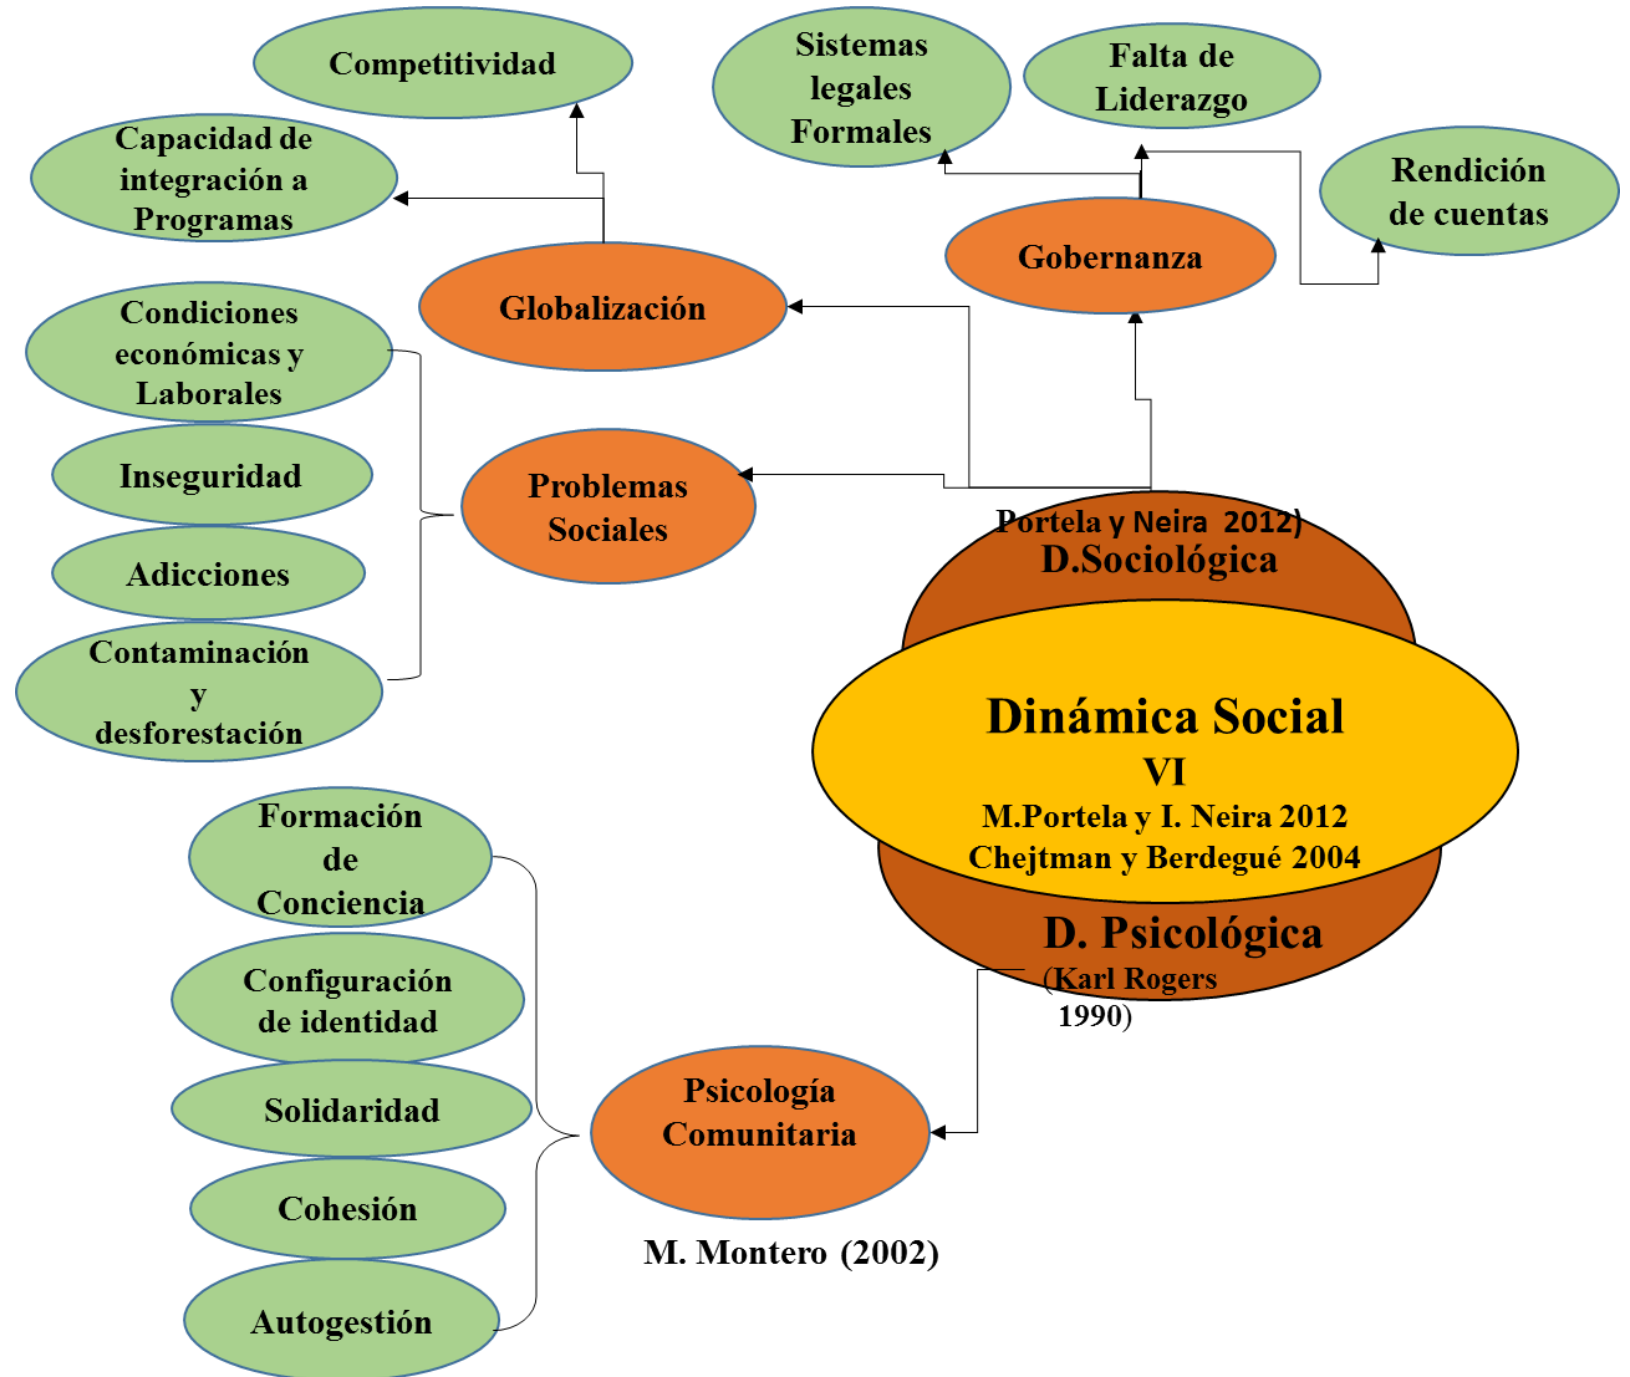 Competitividad
Sistemas
legales
Formales
Falta de
Liderazgo
Capacidad de
integración a
Programas
Rendición
de cuentas
Gobernanza
Globalización
Condiciones
económicas y
Laborales
Inseguridad
Adicciones
Contaminación
y
desforestación
Problemas
Sociales
Portela y Neira 2012)
D.Sociológica
Dinámica Social
VI
M.Portela y I. Neira 2012
Chejtman y Berdegué 2004
D. Psicológica
(Karl Rogers
1990)
Formación
de
Conciencia
Configuración
de identidad
Solidaridad
Cohesión
Autogestión
Psicología
Comunitaria
M. Montero (2002)